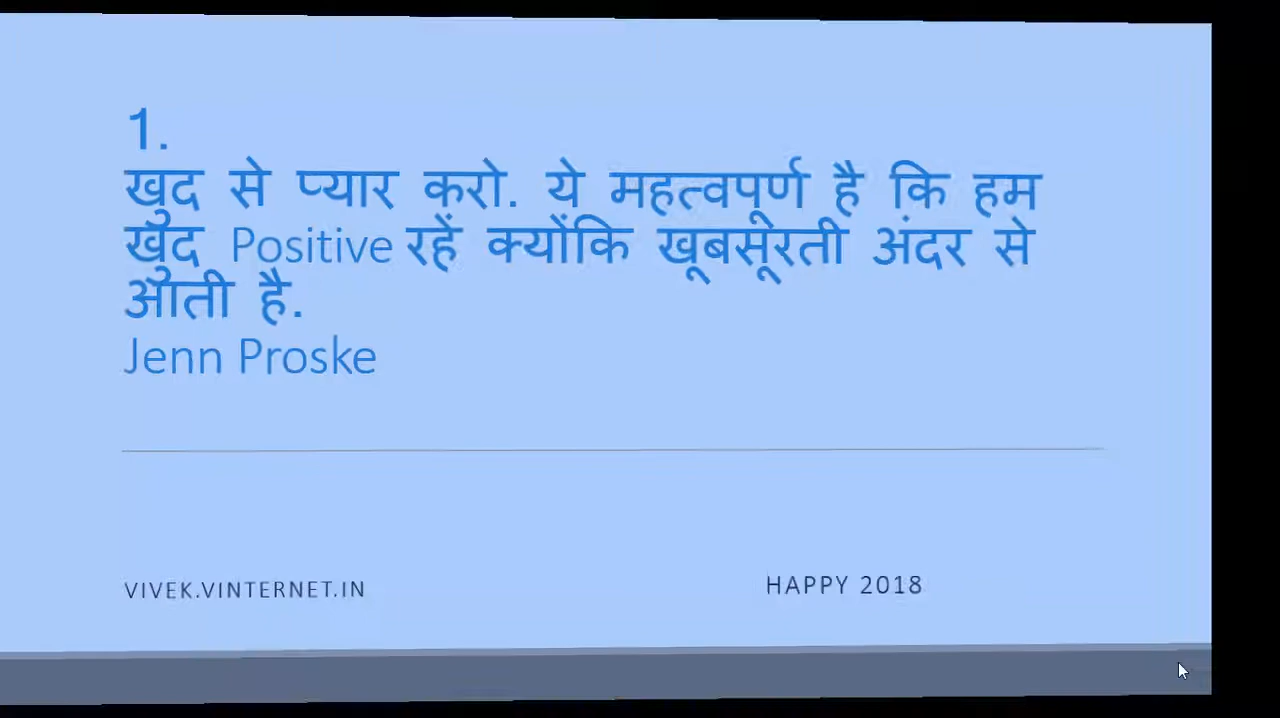 1.
खुद से प्यार करो. ये महत्वपूर्ण है कि हम
खुद Positive रहें क्योंकि खूबसूरती अंदर से
आती है.
Jenn Proske
VIVEK.VINTERNET.IN
HAPPY 2018